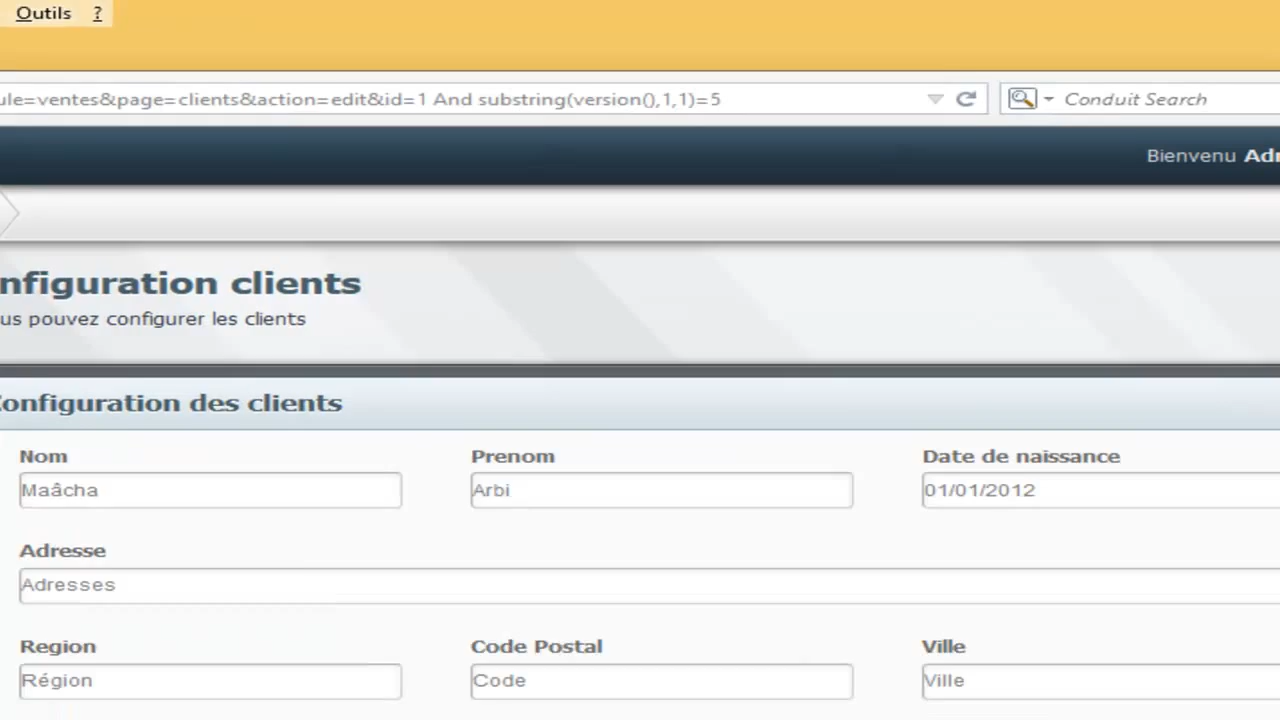 Outils ?
ule=ventes&page=clients&action=edit&id=1 And substring(version(),1,1)=5 Conduit Search
Bienvenu Adr
nfiguration clients
us pouvez configurer les clients
Configuration des clients
Nom Prenom Date de naissance
Maâcha Arbi 01/01/2012
Adresse
Adresses
Region Code Postal Ville
Région Code Ville